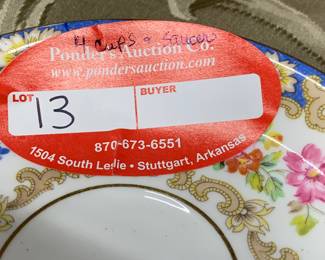 4 cups & saucers
Ponder's Auction Co.
www.pondersauction.com
LOT BUYER
13
870-673-6551
1504 South Leslie • Stuttgart, Arkansas